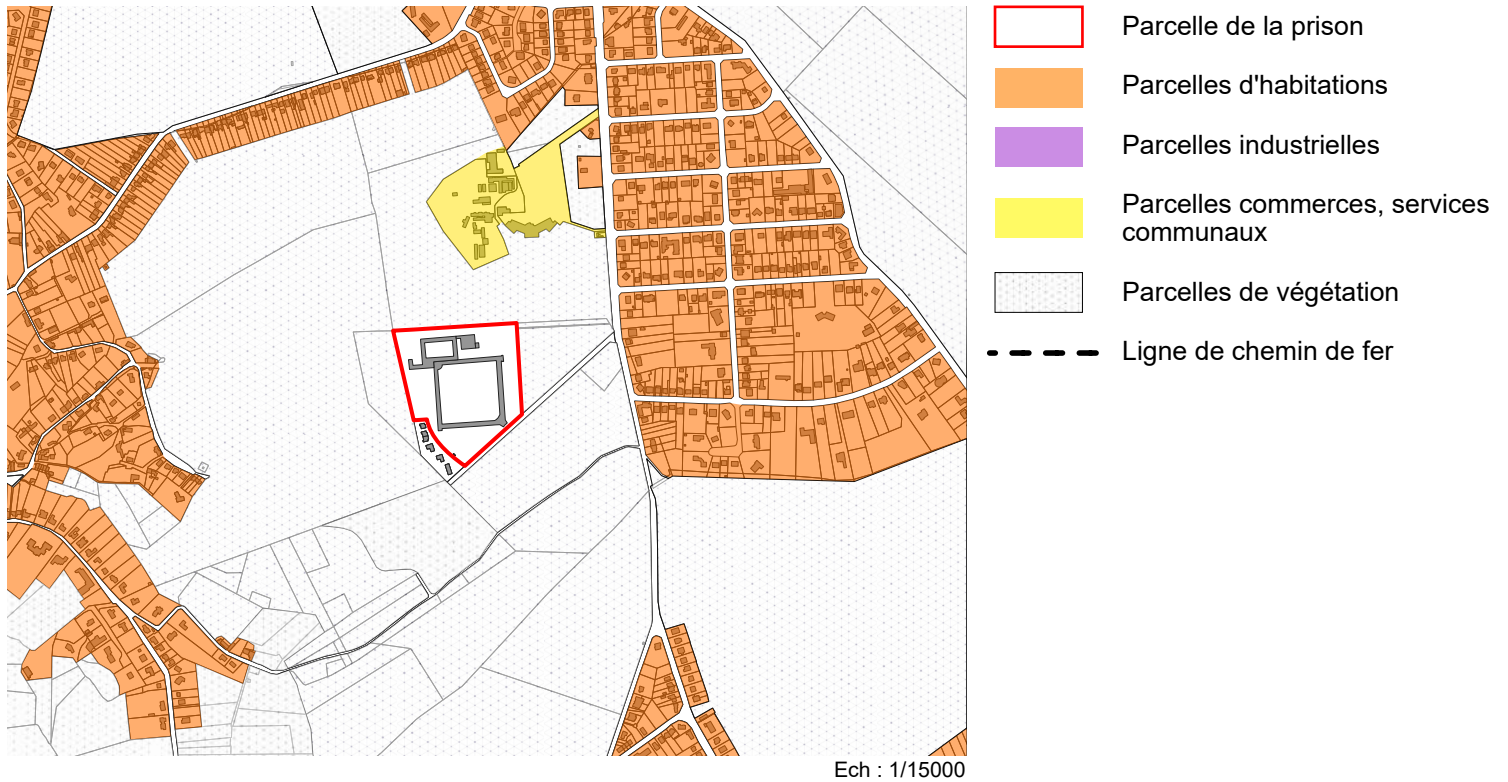 Parcelle de la prison
Parcelles d'habitations
Parcelles industrielles
Parcelles commerces, services
communaux
Parcelles de végétation
Ligne de chemin de fer
Ech : 1/15000